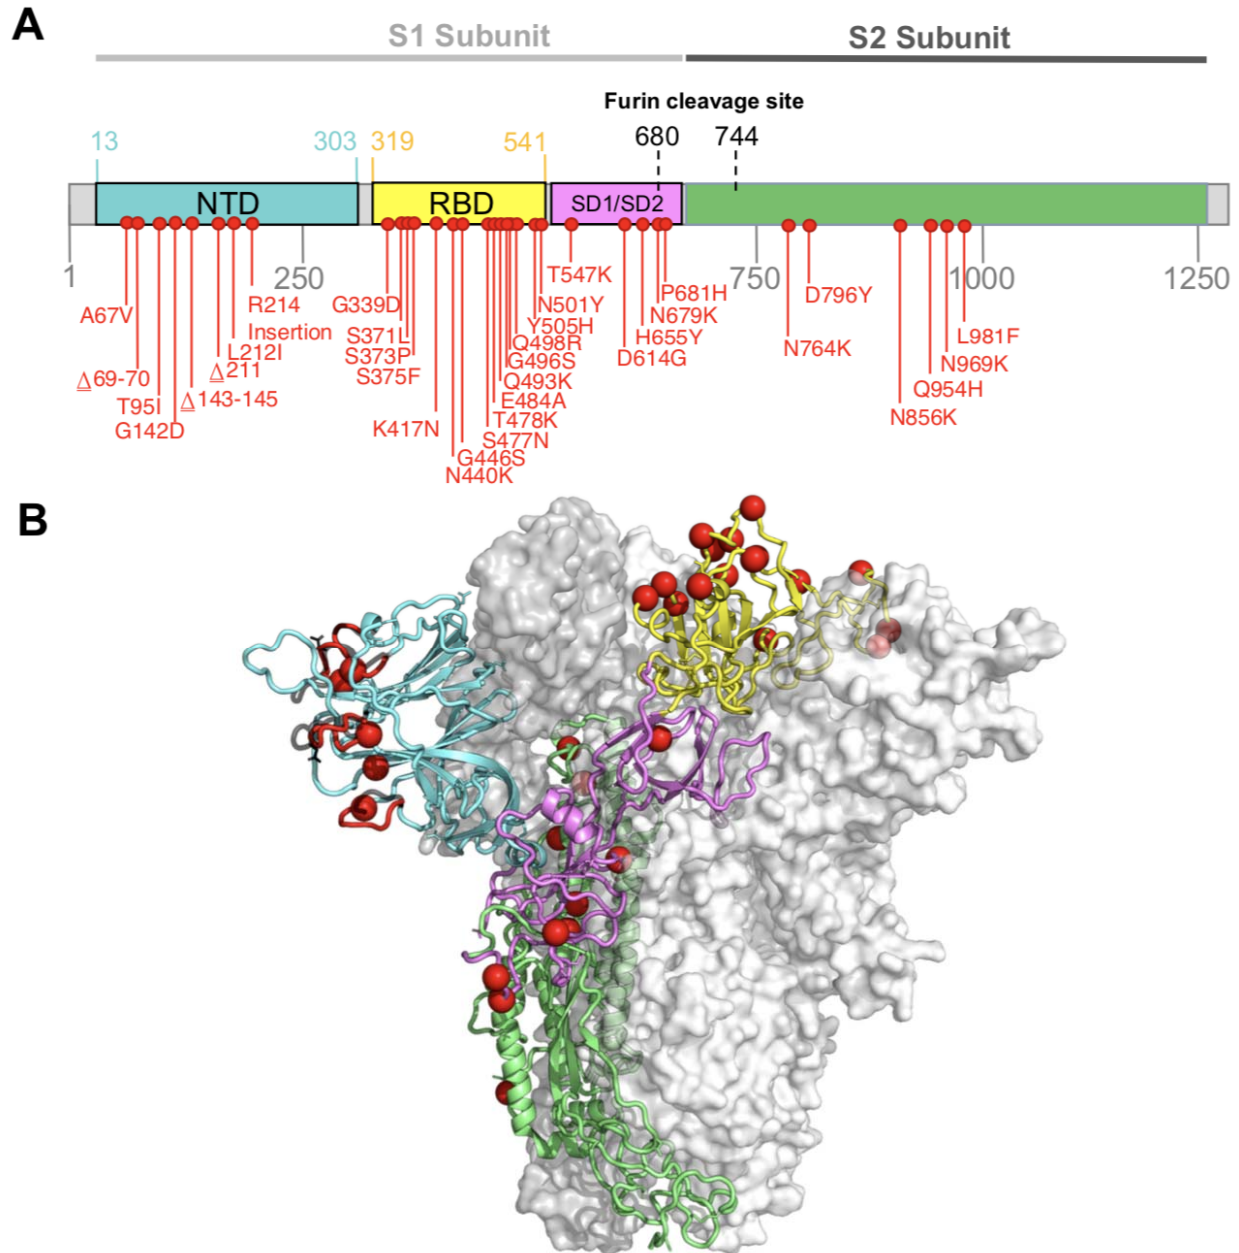 A
S1 Subunit
S2 Subunit
Furin cleavage site
13
303
319
541
680
744
NTD
RBD
SD1/SD2
1
250
750
1000
1250
A67V
Δ69-70
T95I
G142D
Δ143-145
Δ211
L212I
R214
Insertion
G339D
S371L
S373P
S375F
K417N
N440K
G446S
S477N
T478K
E484A
Q493K
G496S
Q498R
Y505H
N501Y
T547K
D614G
H655Y
N679K
P681H
N764K
D796Y
N856K
Q954H
N969K
L981F
B